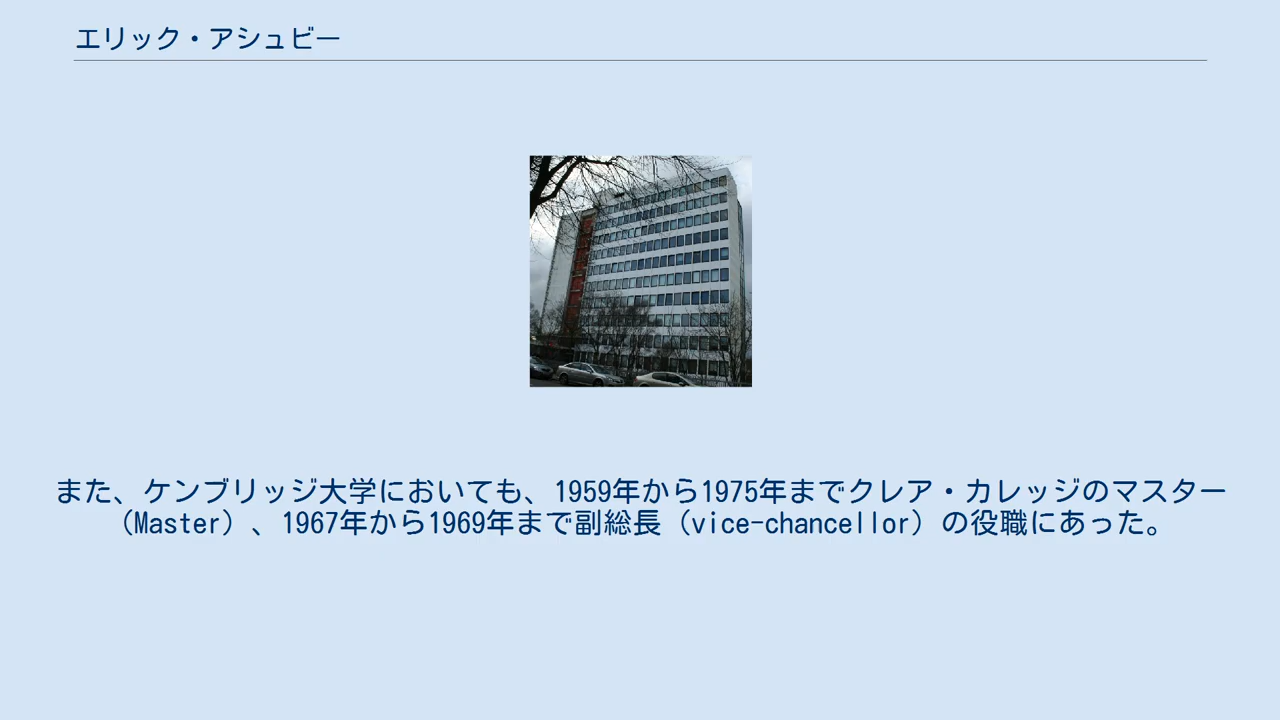 エリック・アシュビー
また、ケンブリッジ大学においても、1959年から1975年までクレア・カレッジのマスター
（Master）、1967年から1969年まで副総長（vice-chancellor）の役職にあった。